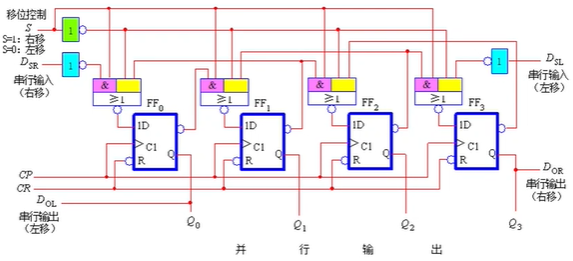 移位控制
S
S=1：右移
S=0：左移
1
D_SR
1
串行输入
（右移）
&
≥1
FF_0
&
≥1
FF_1
&
≥1
FF_2
&
≥1
FF_3
1
D_SL
串行输入
（左移）
1D
C1
R
Q
1D
C1
R
Q
1D
C1
R
Q
1D
C1
R
Q
CP
CR
D_OL
串行输出
（左移）
D_OR
串行输出
（右移）
Q_0
Q_1
Q_2
Q_3
并 行 输 出